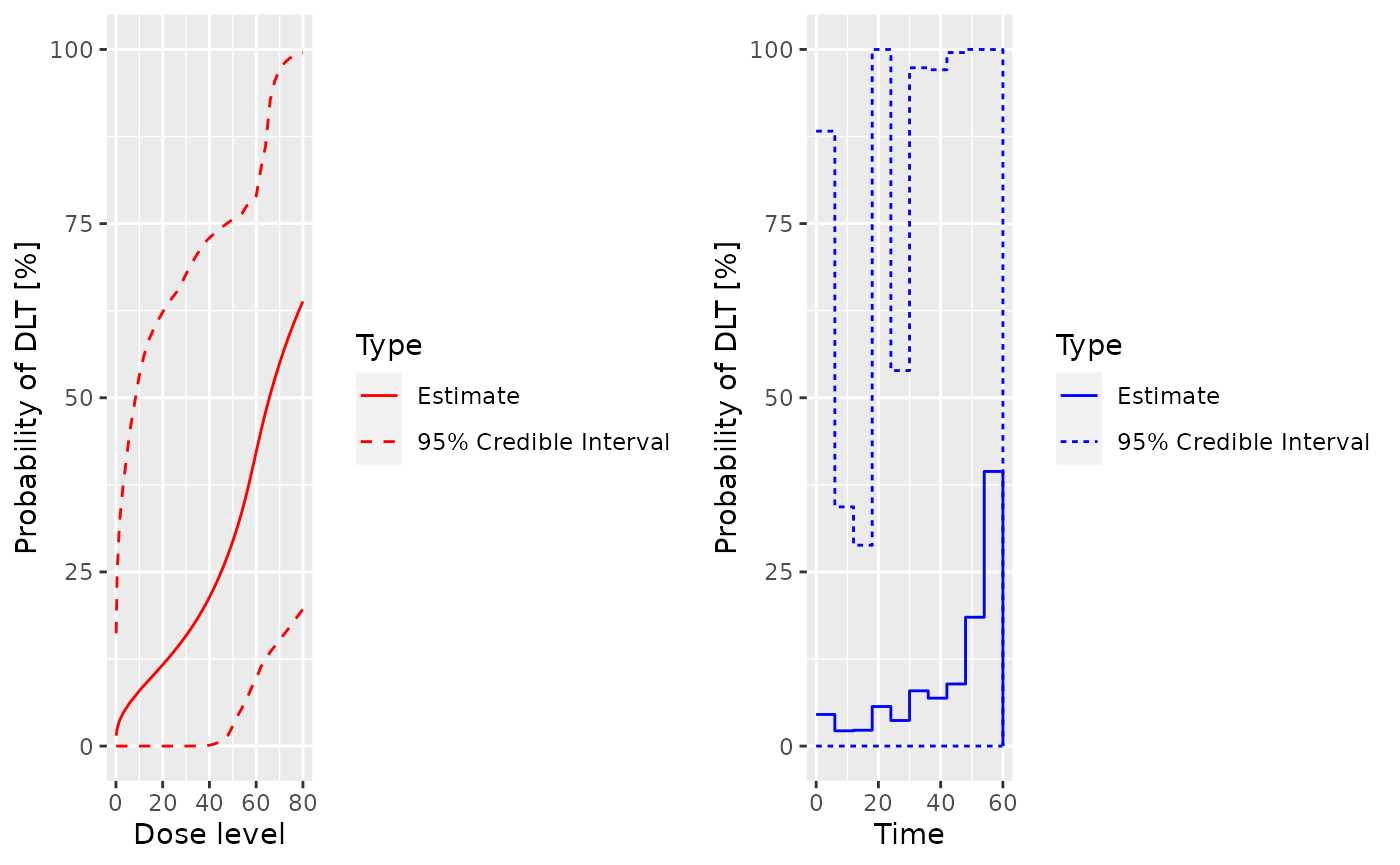 Probability of DLT [%]
100
75
50
25
0
0 20 40 60 80
Dose level
Type
Estimate
95% Credible Interval
Probability of DLT [%]
100
75
50
25
0
0 20 40 60
Time
Type
Estimate
95% Credible Interval